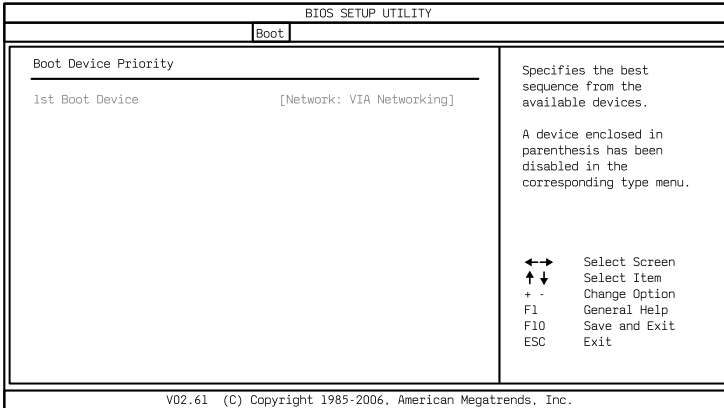 BIOS SETUP UTILITY
Boot
Boot Device Priority
1st Boot Device [Network: VIA Networking]
Specifies the best
sequence from the
available devices.
A device enclosed in
parenthesis has been
disabled in the
corresponding type menu.
←→ Select Screen
↑↓ Select Item
+ - Change Option
F1 General Help
F10 Save and Exit
ESC Exit
V02.61 (C) Copyright 1985-2006, American Megatrends, Inc.